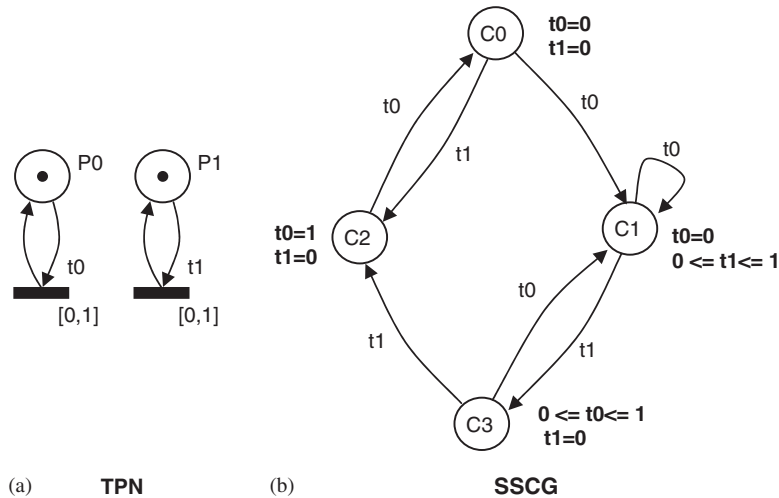 C0
t0=0
t1=0
t0
t1
t0
P0
P1
t0
t0
t1
[0,1]
[0,1]
t0=1
t1=0
C2
C1
t0=0
0 <= t1<= 1
t0
t1
t1
C3
0 <= t0<= 1
t1=0
(a)
TPN
(b)
SSCG